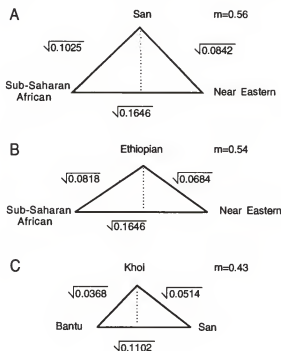 A
San
m=0.56
√0.1025
√0.0842
Sub-Saharan
African
Near Eastern
√0.1646
B
Ethiopian
m=0.54
√0.0818
√0.0684
Sub-Saharan
African
Near Eastern
√0.1646
C
Khoi
m=0.43
√0.0368
√0.0514
Bantu
San
√0.1102